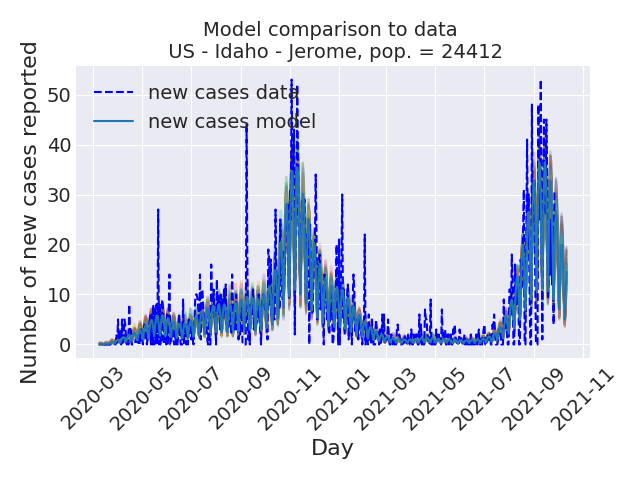 Model comparison to data
US - Idaho - Jerome, pop. = 24412
Number of new cases reported
50
40
30
20
10
0
new cases data
new cases model
2020-03
2020-05
2020-07
2020-09
2020-11
2021-01
2021-03
2021-05
2021-07
2021-09
2021-11
Day